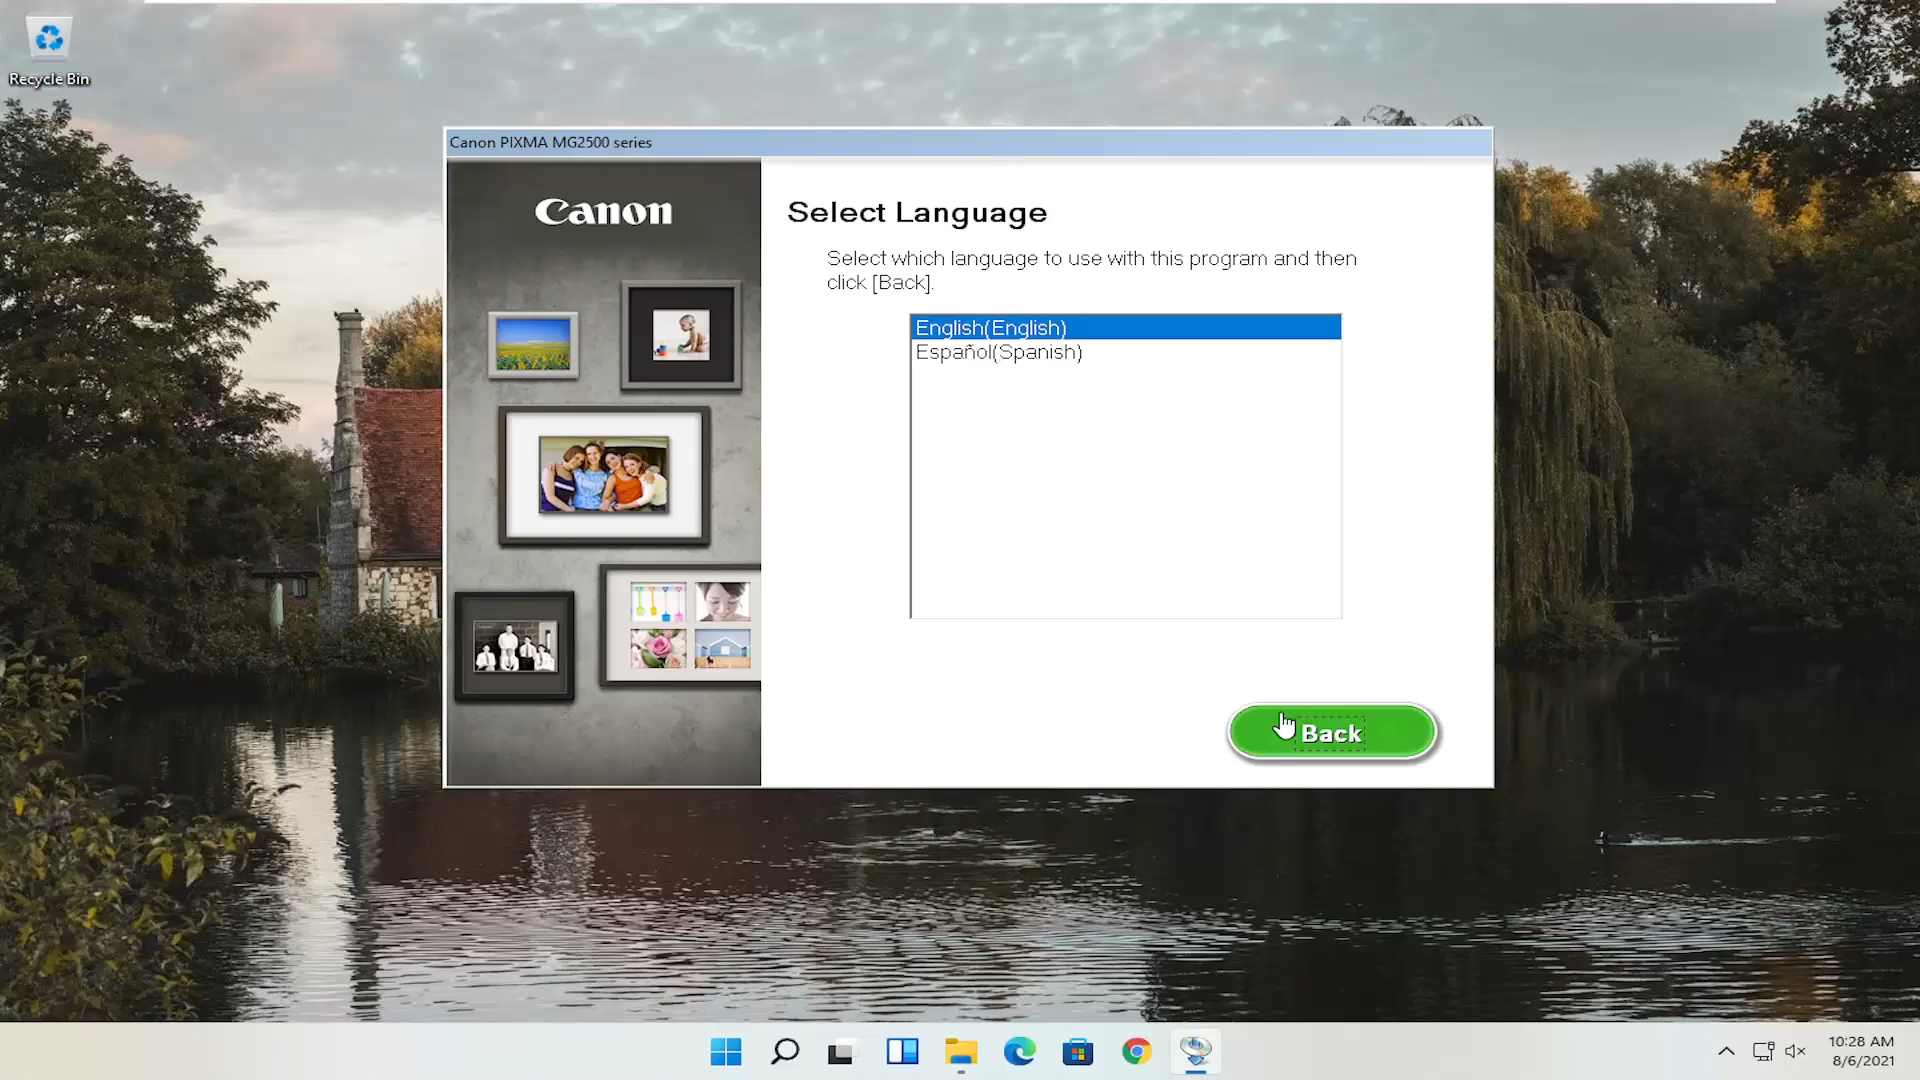 Recycle Bin
Canon PIXMA MG2500 series
Canon
Select Language
Select which language to use with this program and then
click [Back].
English(English)
Español(Spanish)
Back
10:28 AM
8/6/2021